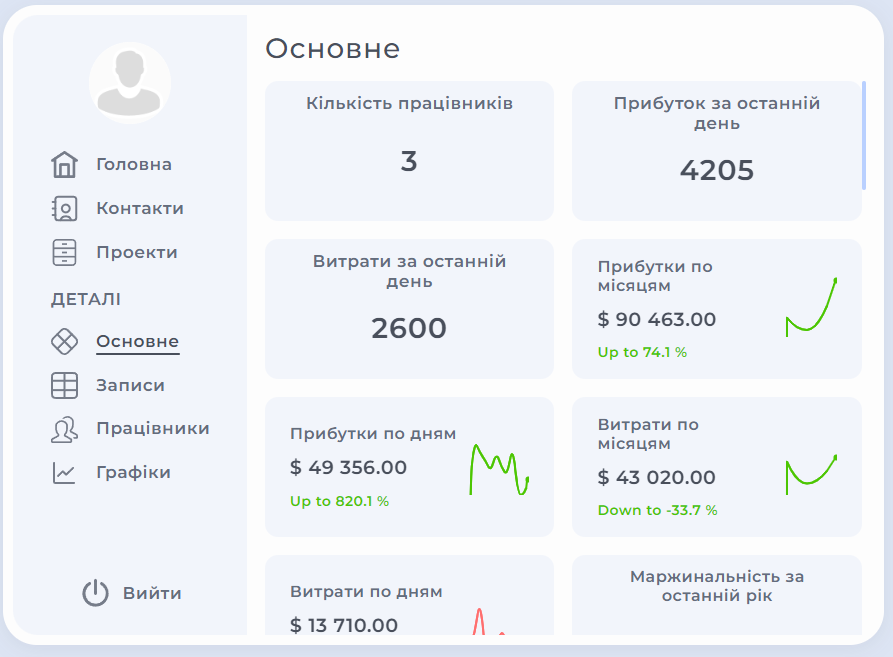 Головна
Контакти
Проекти
ДЕТАЛІ
Основне
Записи
Працівники
Графіки
Вийти
Основне
Кількість працівників
3
Прибуток за останній
день
4205
Витрати за останній
день
2600
Прибутки по
місяцям
$ 90 463.00
Up to 74.1 %
Прибутки по дням
$ 49 356.00
Up to 820.1 %
Витрати по
місяцям
$ 43 020.00
Down to -33.7 %
Витрати по дням
$ 13 710.00
Маржинальність за
останній рік